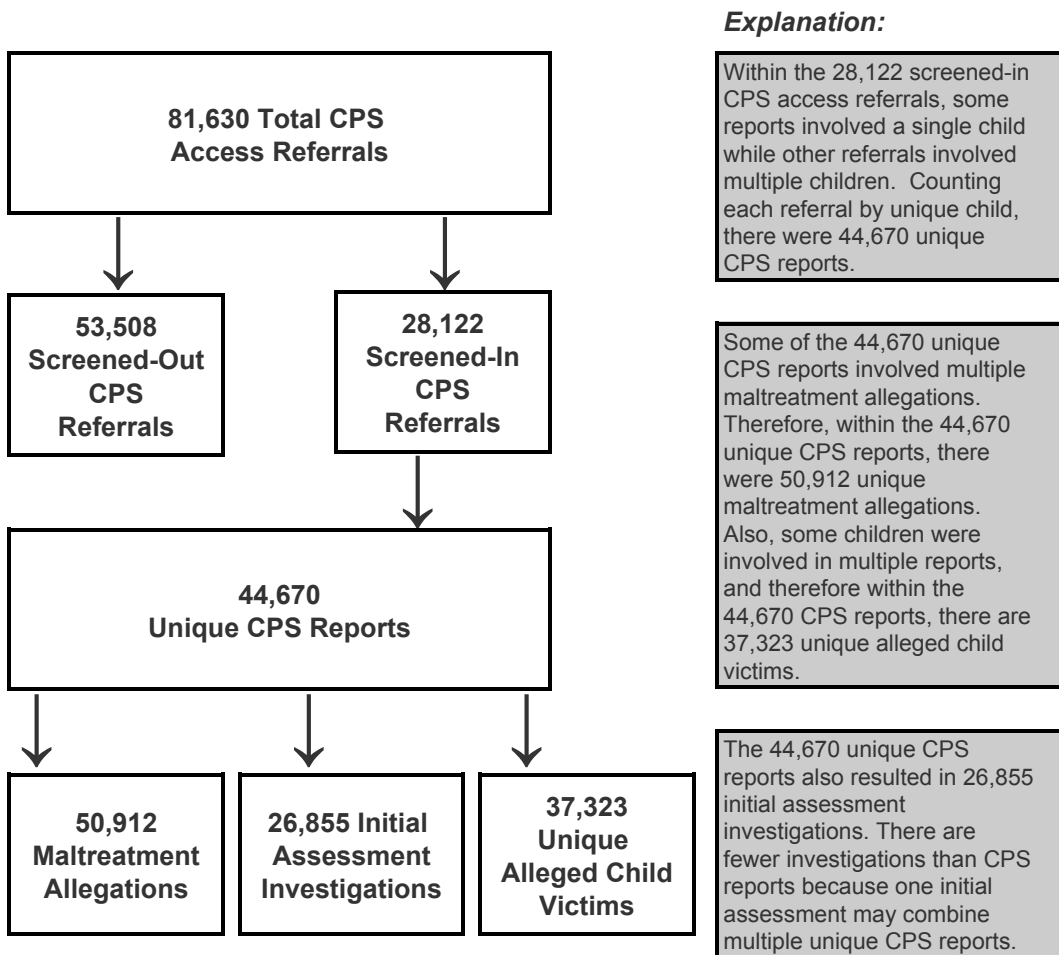 Explanation:
81,630 Total CPS
Access Referrals
Within the 28,122 screened-in
CPS access referrals, some
reports involved a single child
while other referrals involved
multiple children.  Counting
each referral by unique child,
there were 44,670 unique
CPS reports.
53,508
Screened-Out
CPS
Referrals
28,122
Screened-In
CPS
Referrals
Some of the 44,670 unique
CPS reports involved multiple
maltreatment allegations.
Therefore, within the 44,670
unique CPS reports, there
were 50,912 unique
maltreatment allegations.
Also, some children were
involved in multiple reports,
and therefore within the
44,670 CPS reports, there are
37,323 unique alleged child
victims.
44,670
Unique CPS Reports
50,912
Maltreatment
Allegations
26,855 Initial
Assessment
Investigations
37,323
Unique
Alleged Child
Victims
The 44,670 unique CPS
reports also resulted in 26,855
initial assessment
investigations. There are
fewer investigations than CPS
reports because one initial
assessment may combine
multiple unique CPS reports.